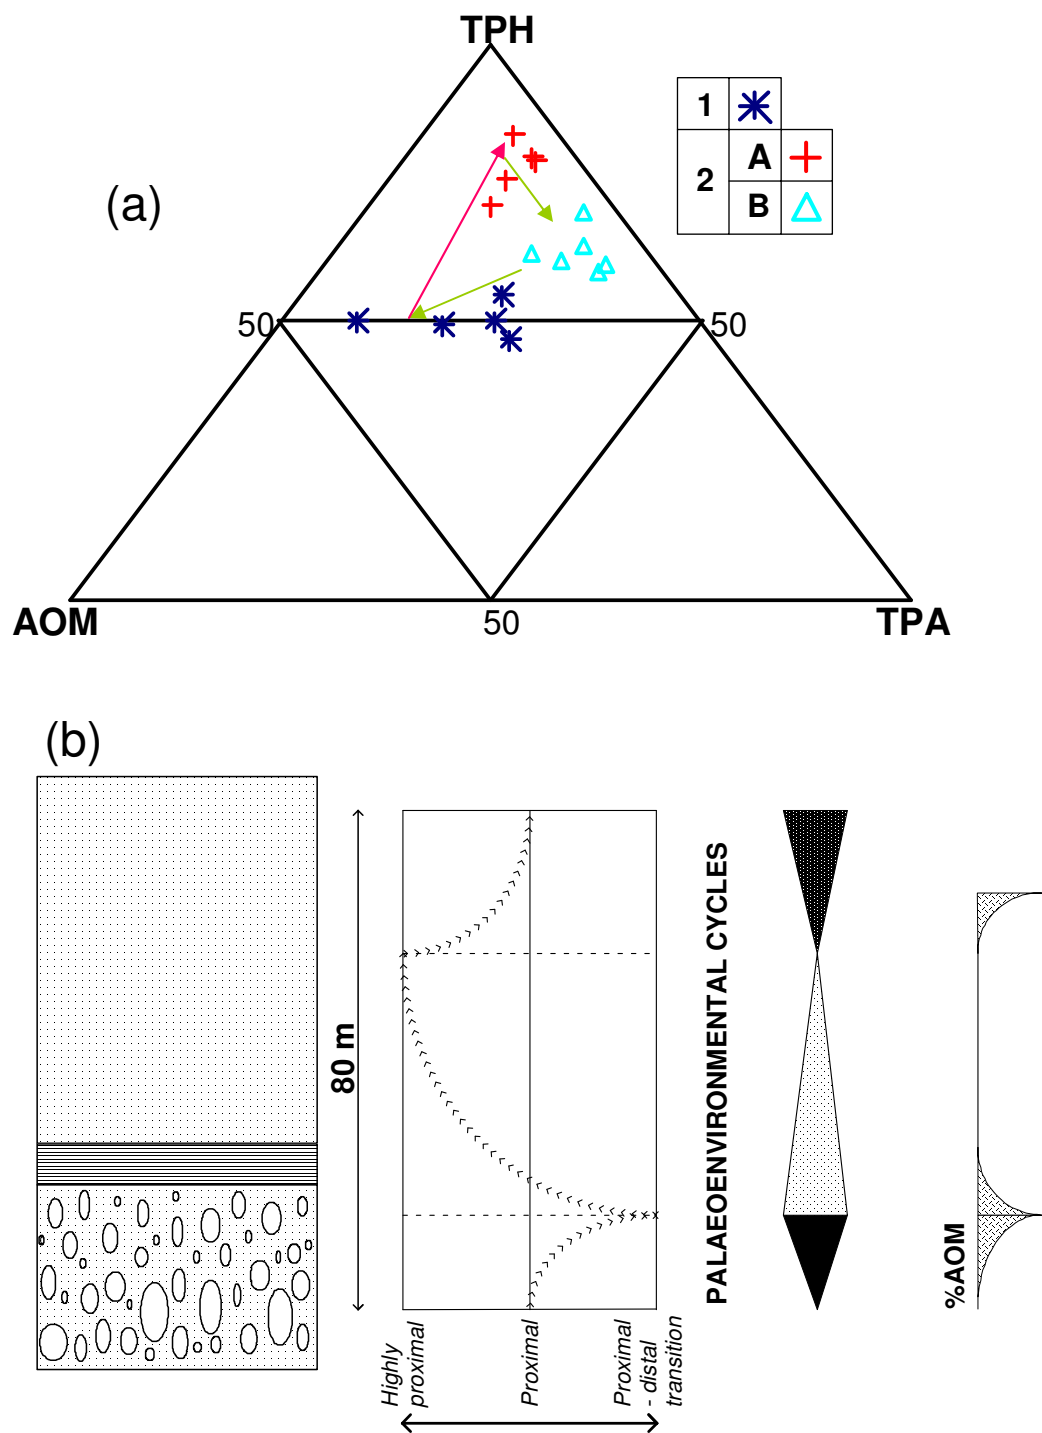 TPH
1
A
2
B
(a)
50
50
AOM
50
TPA
(b)
80 m
PALAEOENVIRONMENTAL CYCLES
%AOM
Highly
proximal
Proximal
Proximal
- distal
transition